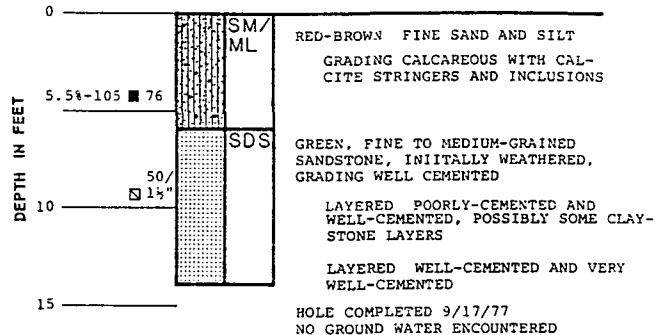 0
SM/
ML
RED-BROWN FINE SAND AND SILT
GRADING CALCAREOUS WITH CAL-
CITE STRINGERS AND INCLUSIONS
5.5%-105 76
5
SDS
GREEN, FINE TO MEDIUM-GRAINED
SANDSTONE, INIITALLY WEATHERED,
GRADING WELL CEMENTED
50/
1½"
10
LAYERED POORLY-CEMENTED AND
WELL-CEMENTED, POSSIBLY SOME CLAY-
STONE LAYERS
LAYERED WELL-CEMENTED AND VERY
WELL-CEMENTED
15
HOLE COMPLETED 9/17/77
NO GROUND WATER ENCOUNTERED
DEPTH IN FEET